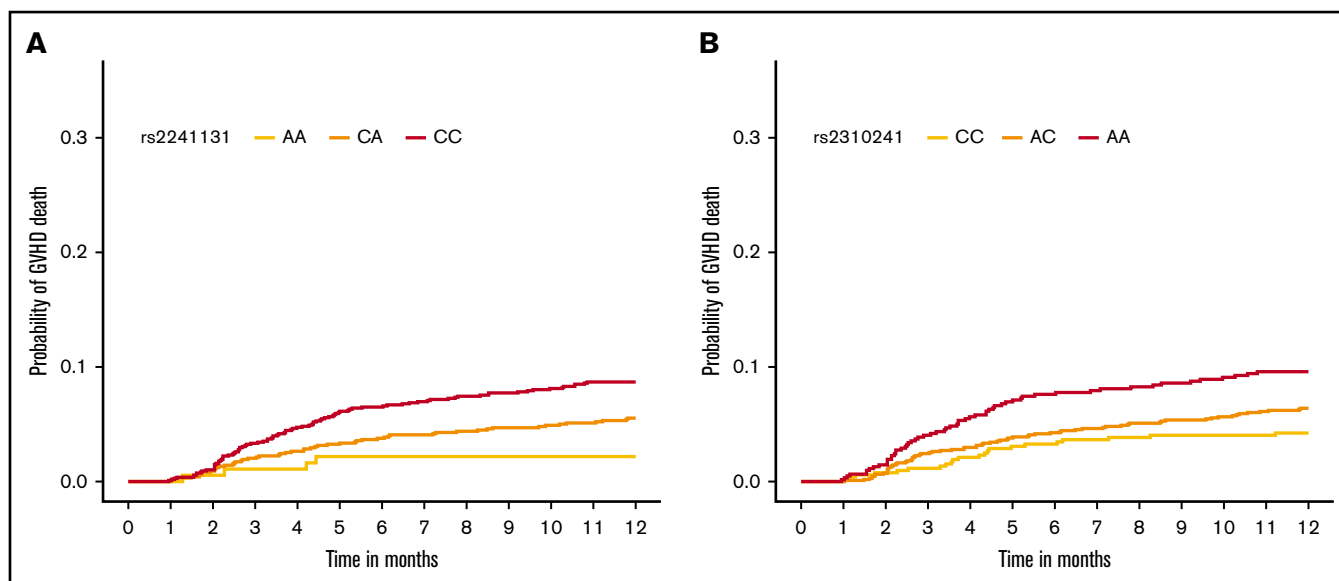 A
rs2241131 AA CA CC
Probability of GVHD death
0.3
0.2
0.1
0.0
0 1 2 3 4 5 6 7 8 9 10 11 12
Time in months
B
rs2310241 CC AC AA
Probability of GVHD death
0.3
0.2
0.1
0.0
0 1 2 3 4 5 6 7 8 9 10 11 12
Time in months